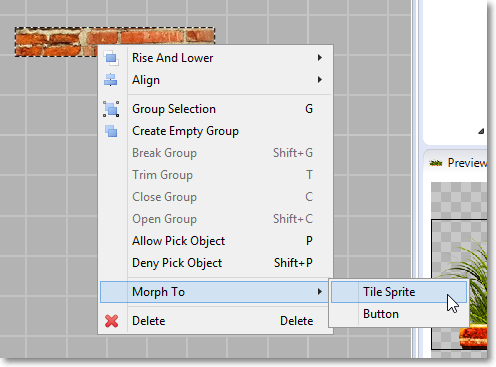 Rise And Lower
Align
Group Selection G
Create Empty Group
Break Group Shift+G
Trim Group T
Close Group C
Open Group Shift+C
Allow Pick Object P
Deny Pick Object Shift+P
Morph To
Delete Delete
Tile Sprite
Button
Preview